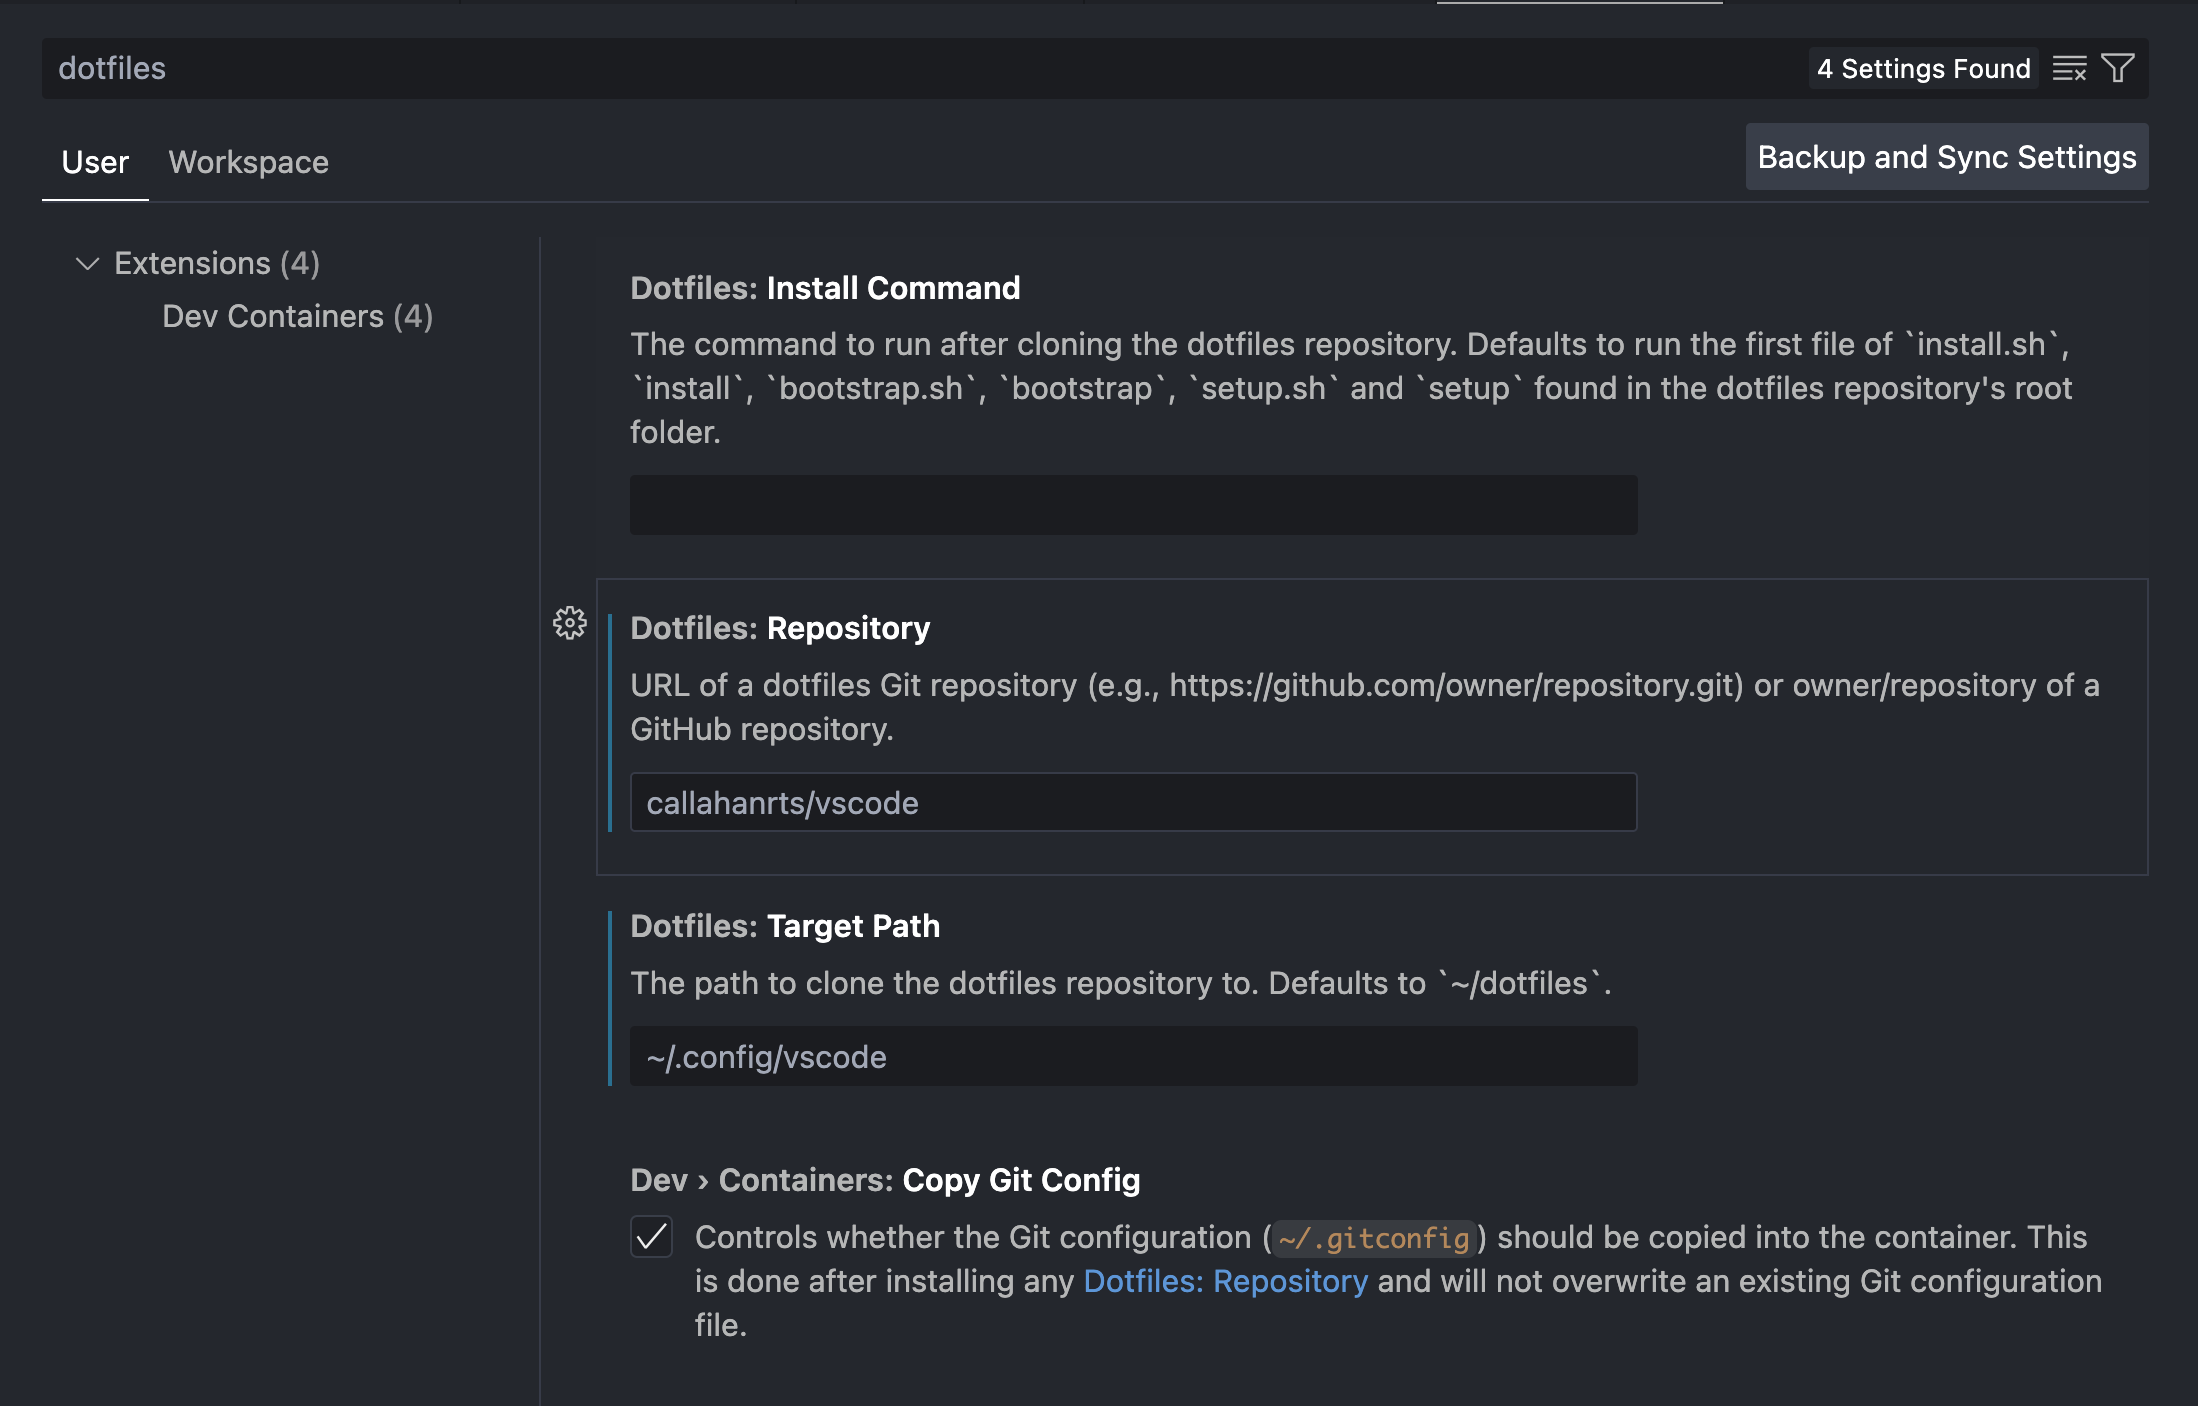 dotfiles
4 Settings Found
User
Workspace
Backup and Sync Settings
Extensions (4)
Dev Containers (4)
Dotfiles: Install Command
The command to run after cloning the dotfiles repository. Defaults to run the first file of `install.sh`,
`install`, `bootstrap.sh`, `bootstrap`, `setup.sh` and `setup` found in the dotfiles repository's root
folder.
Dotfiles: Repository
URL of a dotfiles Git repository (e.g., https://github.com/owner/repository.git) or owner/repository of a
GitHub repository.
callahanrts/vscode
Dotfiles: Target Path
The path to clone the dotfiles repository to. Defaults to `~/dotfiles`.
~/.config/vscode
Dev › Containers: Copy Git Config
Controls whether the Git configuration (~/.gitconfig) should be copied into the container. This
is done after installing any Dotfiles: Repository and will not overwrite an existing Git configuration
file.